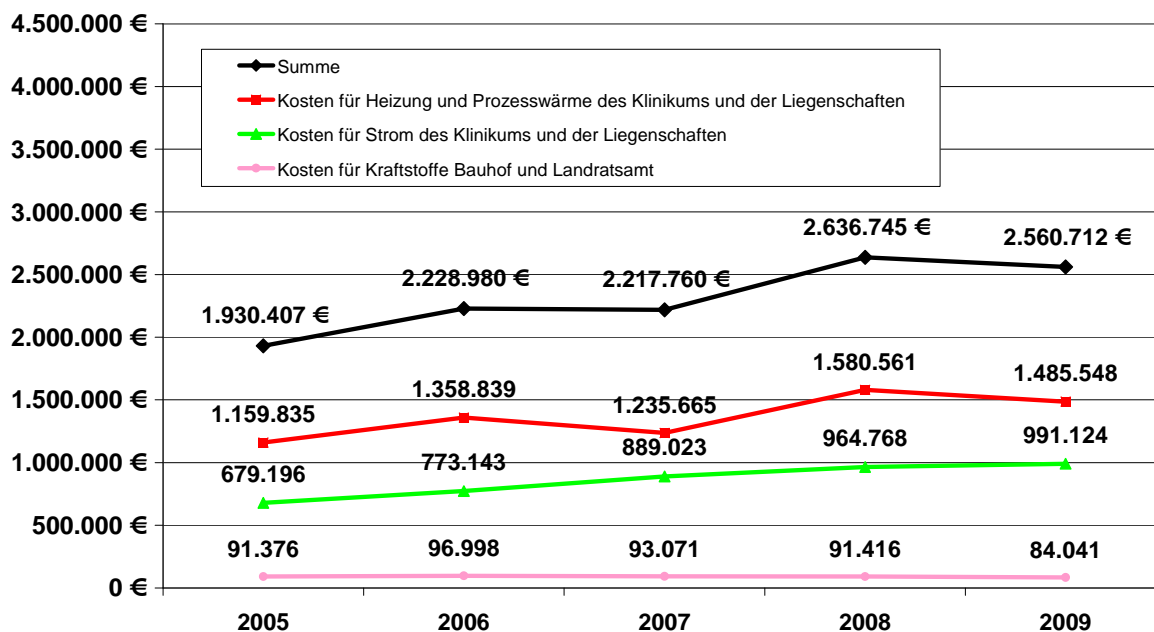 4.500.000 €
4.000.000 €
3.500.000 €
3.000.000 €
2.500.000 €
2.000.000 €
1.500.000 €
1.000.000 €
500.000 €
0 €
Summe
Kosten für Heizung und Prozesswärme des Klinikums und der Liegenschaften
Kosten für Strom des Klinikums und der Liegenschaften
Kosten für Kraftstoffe Bauhof und Landratsamt
1.930.407 € 2.228.980 € 2.217.760 € 2.636.745 € 2.560.712 €
1.159.835 1.358.839 1.235.665 1.580.561 1.485.548
679.196 773.143 889.023 964.768 991.124
91.376 96.998 93.071 91.416 84.041
2005 2006 2007 2008 2009